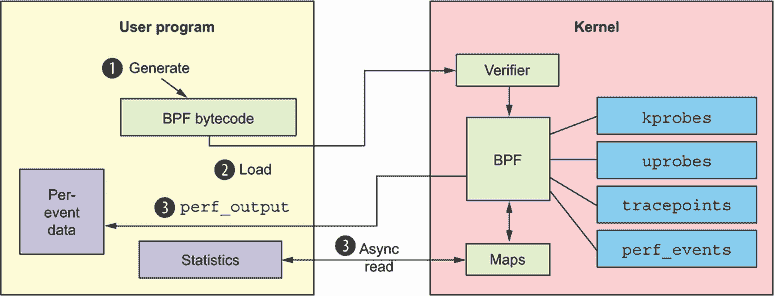 User program
1 Generate
BPF bytecode
2 Load
Per-
event
data
3 perf_output
Statistics
3 Async
read
Kernel
Verifier
BPF
Maps
kprobes
uprobes
tracepoints
perf_events